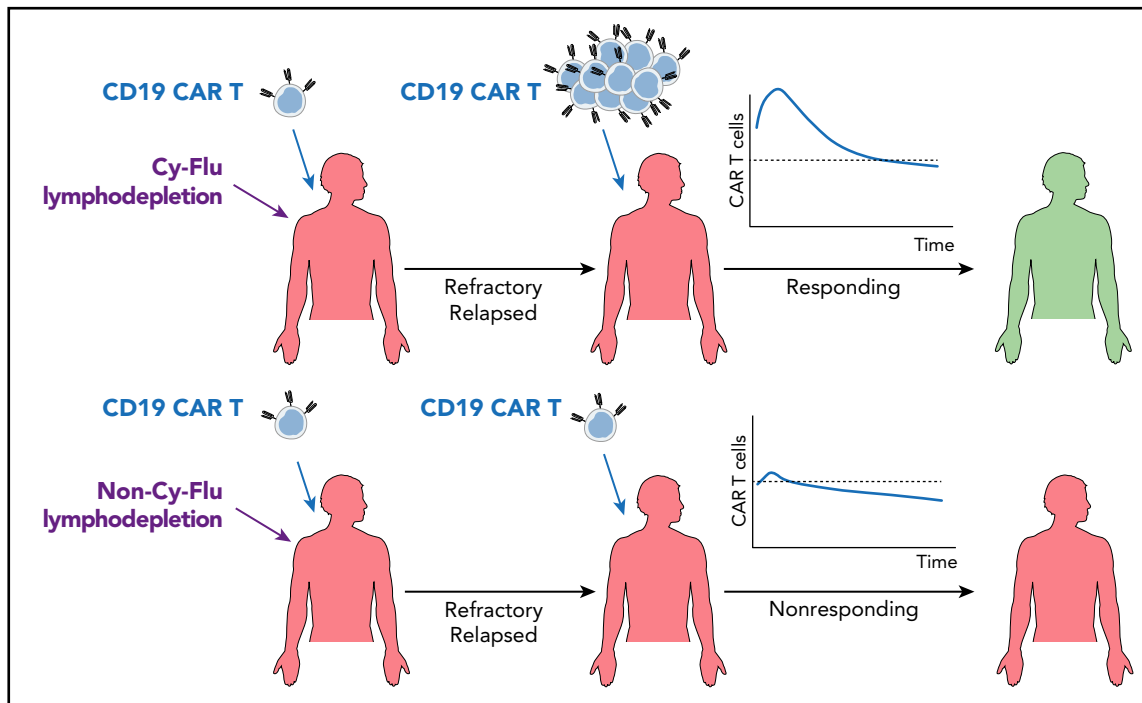 CD19 CAR T
CD19 CAR T
Cy-Flu
lymphodepletion
CAR T cells
Time
Refractory
Relapsed
Responding
CD19 CAR T
CD19 CAR T
Non-Cy-Flu
lymphodepletion
CAR T cells
Time
Refractory
Relapsed
Nonresponding